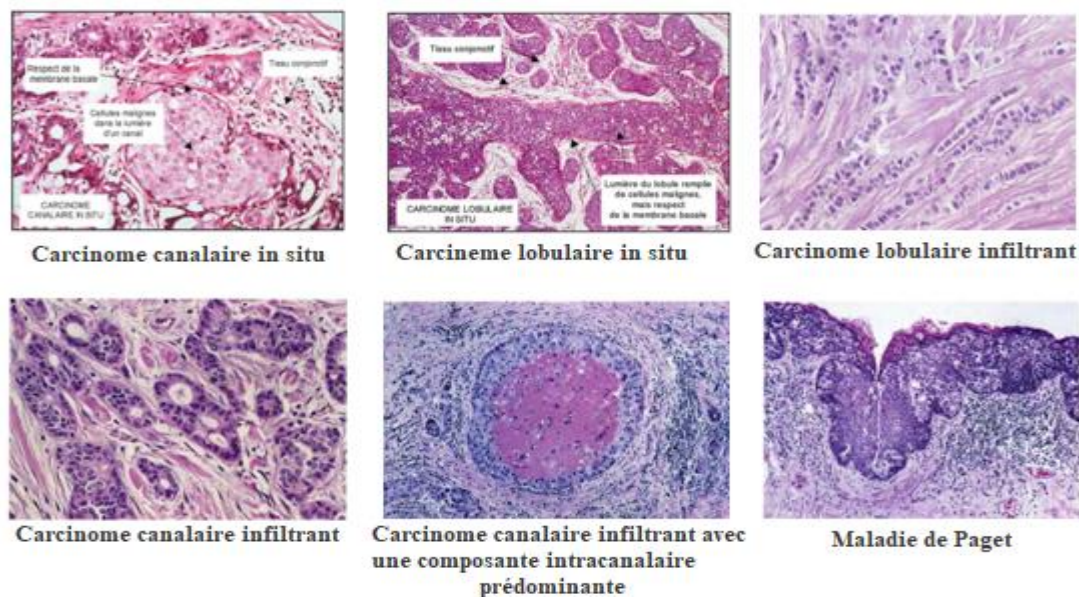 Respect de la
membrane basale
Tissu conjonctif
Cellules malignes
dans la lumière
d'un canal
CARCINOME
CANALAIRE IN SITU
Carcinome canalaire in situ
Tissu conjonctif
CARCINOME LOBULAIRE
IN SITU
Lumière du lobule remplie
de cellules malignes,
mais respect
de la membrane basale
Carcineme lobulaire in situ
Carcinome lobulaire infiltrant
Carcinome canalaire infiltrant
Carcinome canalaire infiltrant avec
une composante intracanalaire
prédominante
Maladie de Paget